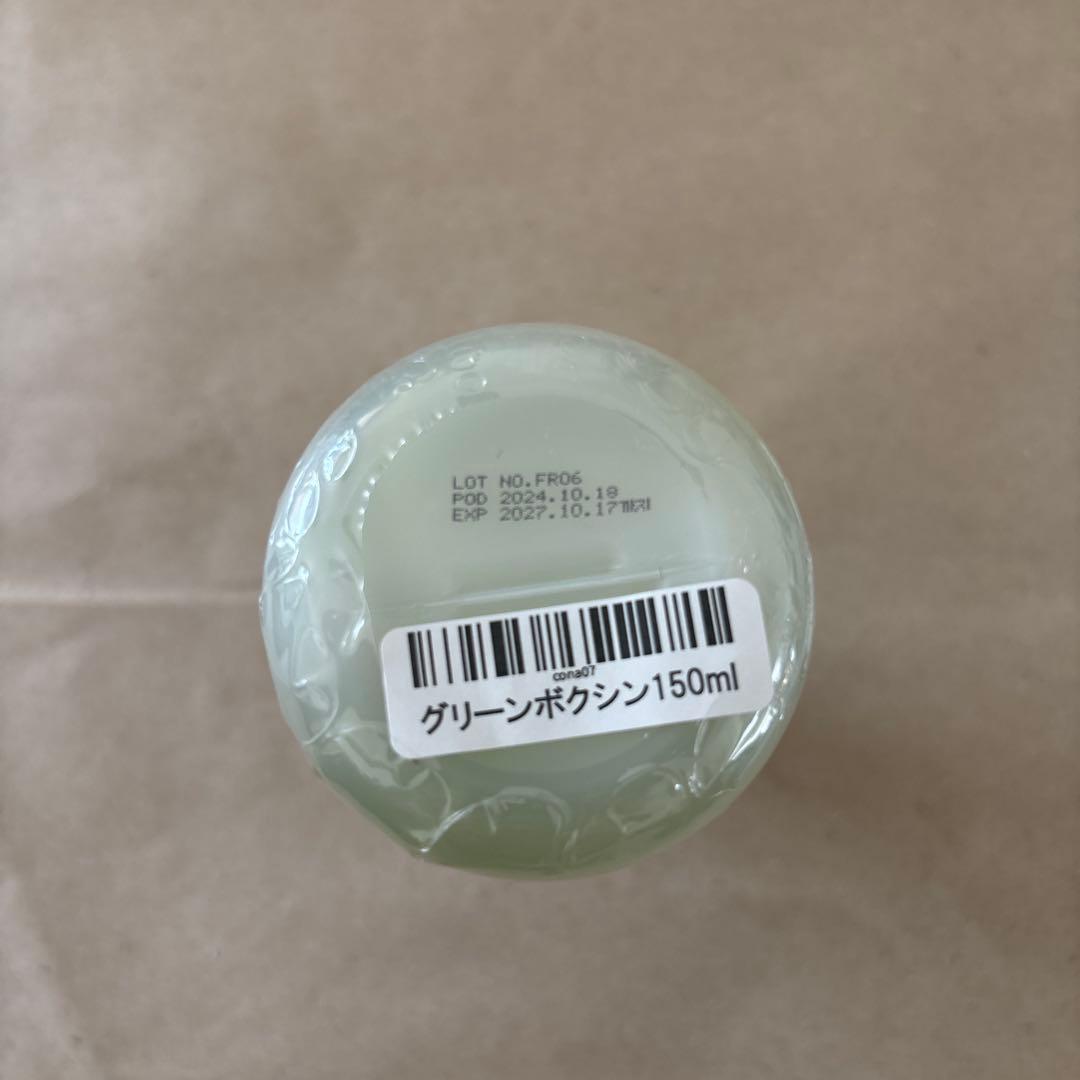 LOT NO.FR06
POD 2024.10.18
EXP 2027.10.17까지
cona07
グリーンボクシン150ml